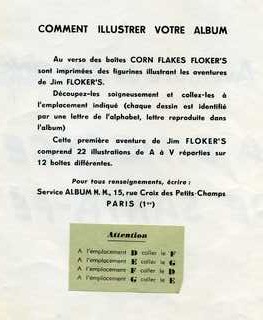 COMMENT ILLUSTRER VOTRE ALBUM
Au verso des boîtes CORN FLAKES FLOKER'S
sont imprimées des figurines illustrant les aventures
de Jim FLOKER'S.
Découpez-les soigneusement et collez-les à
l'emplacement indiqué (chaque dessin est identifié
par une lettre de l'alphabet, lettre reproduite dans
l'album)
Cette première aventure de Jim FLOKER'S
comprend 22 illustrations de A à V réparties sur
12 boîtes différentes.
Pour tous renseignements, écrire :
Service ALBUM N. M., 15, rue Croix des Petits-Champs
PARIS (1er)
Attention
A l'emplacement D coller le F
A l'emplacement E coller le G
A l'emplacement F coller le D
A l'emplacement G coller le E